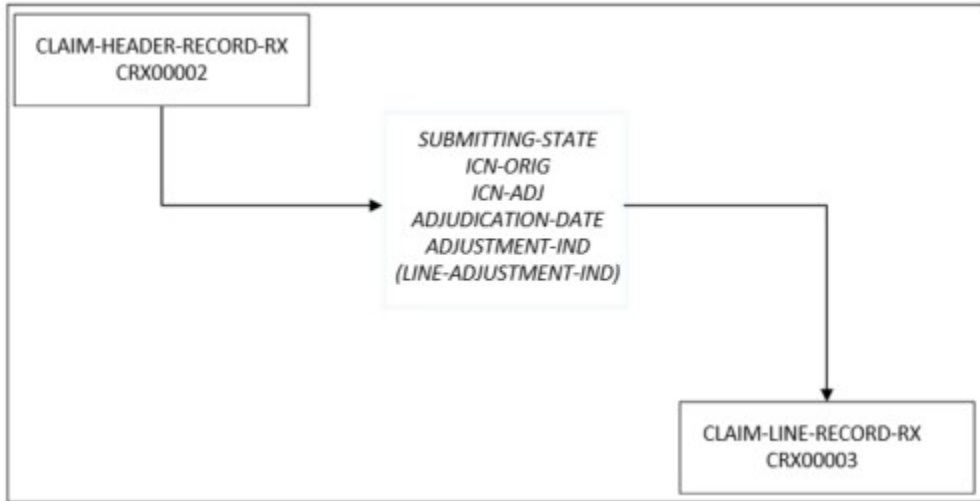 CLAIM-HEADER-RECORD-RX
CRX00002
SUBMITTING-STATE
ICN-ORIG
ICN-ADJ
ADJUDICATION-DATE
ADJUSTMENT-IND
(LINE-ADJUSTMENT-IND)
CLAIM-LINE-RECORD-RX
CRX00003